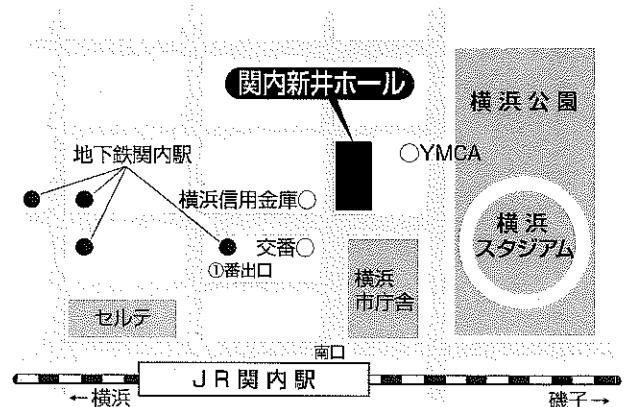 関内新井ホール
横浜公園
地下鉄関内駅
○YMCA
横浜信用金庫○
横浜
スタジアム
交番○
①番出口
横浜
市庁舎
セルテ
南口
JR関内駅
←横浜
磯子→